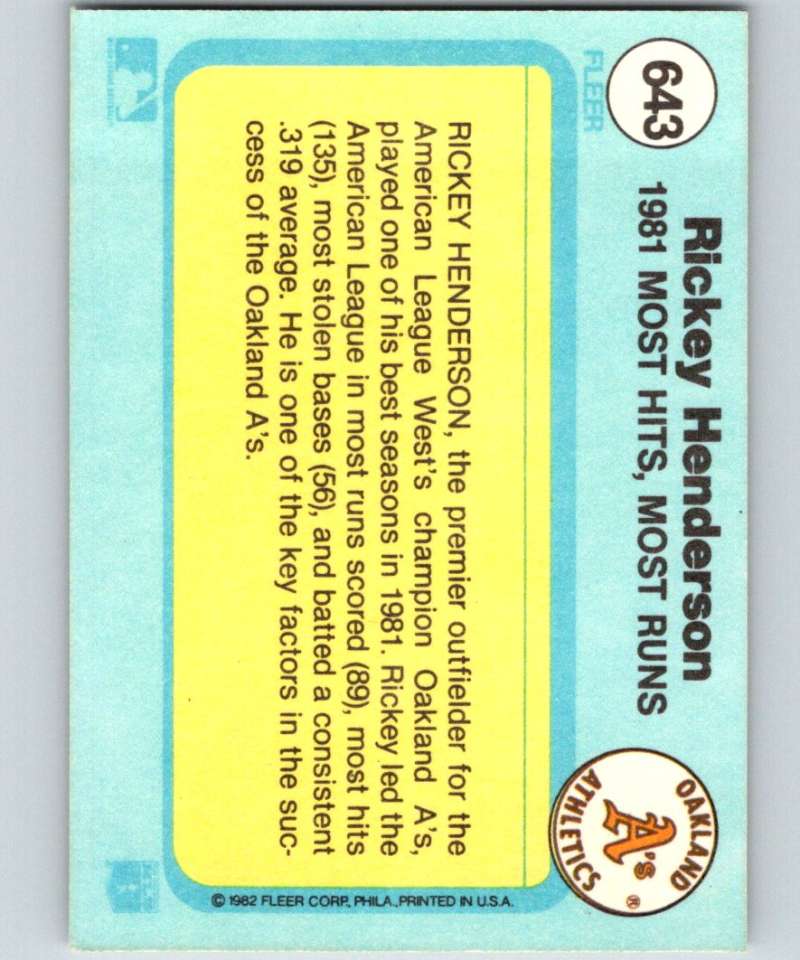 643
FLEER
Rickey Henderson
1981 MOST HITS, MOST RUNS
OAKLAND
A's
ATHLETICS
®
RICKEY HENDERSON, the premier outfielder for the
American League West's champion Oakland A's,
played one of his best seasons in 1981. Rickey led the
American League in most runs scored (89), most hits
(135), most stolen bases (56), and batted a consistent
.319 average. He is one of the key factors in the suc-
cess of the Oakland A's.
© 1982 FLEER CORP. PHILA., PRINTED IN U.S.A.